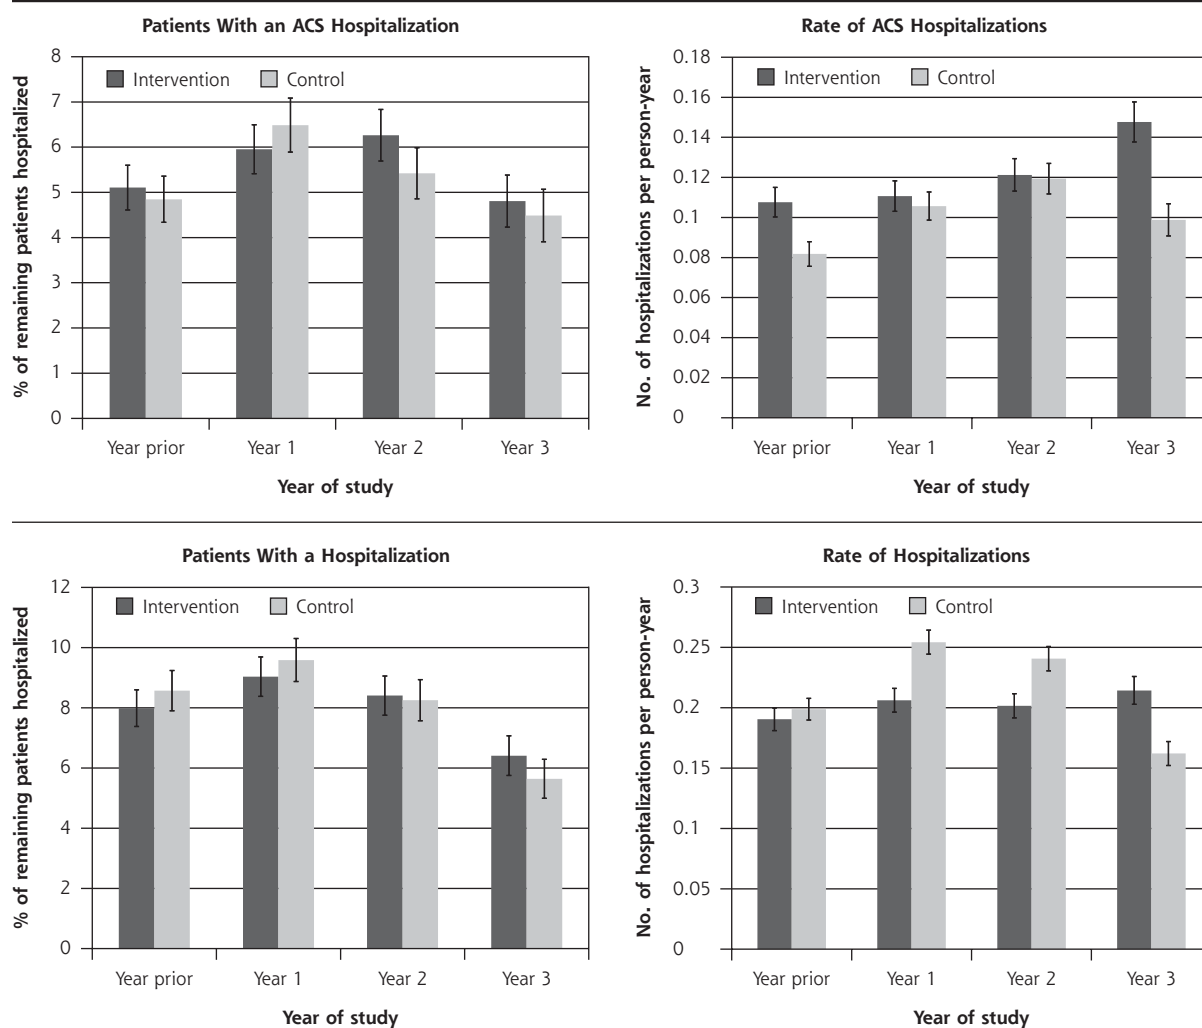 Patients With an ACS Hospitalization
% of remaining patients hospitalized
8
7
6
5
4
3
2
1
0
Intervention Control
Year prior Year 1 Year 2 Year 3
Year of study
Rate of ACS Hospitalizations
No. of hospitalizations per person-year
0.18
0.16
0.14
0.12
0.1
0.08
0.06
0.04
0.02
0
Intervention Control
Year prior Year 1 Year 2 Year 3
Year of study
Patients With a Hospitalization
% of remaining patients hospitalized
12
10
8
6
4
2
0
Intervention Control
Year prior Year 1 Year 2 Year 3
Year of study
Rate of Hospitalizations
No. of hospitalizations per person-year
0.3
0.25
0.2
0.15
0.1
0.05
0
Intervention Control
Year prior Year 1 Year 2 Year 3
Year of study